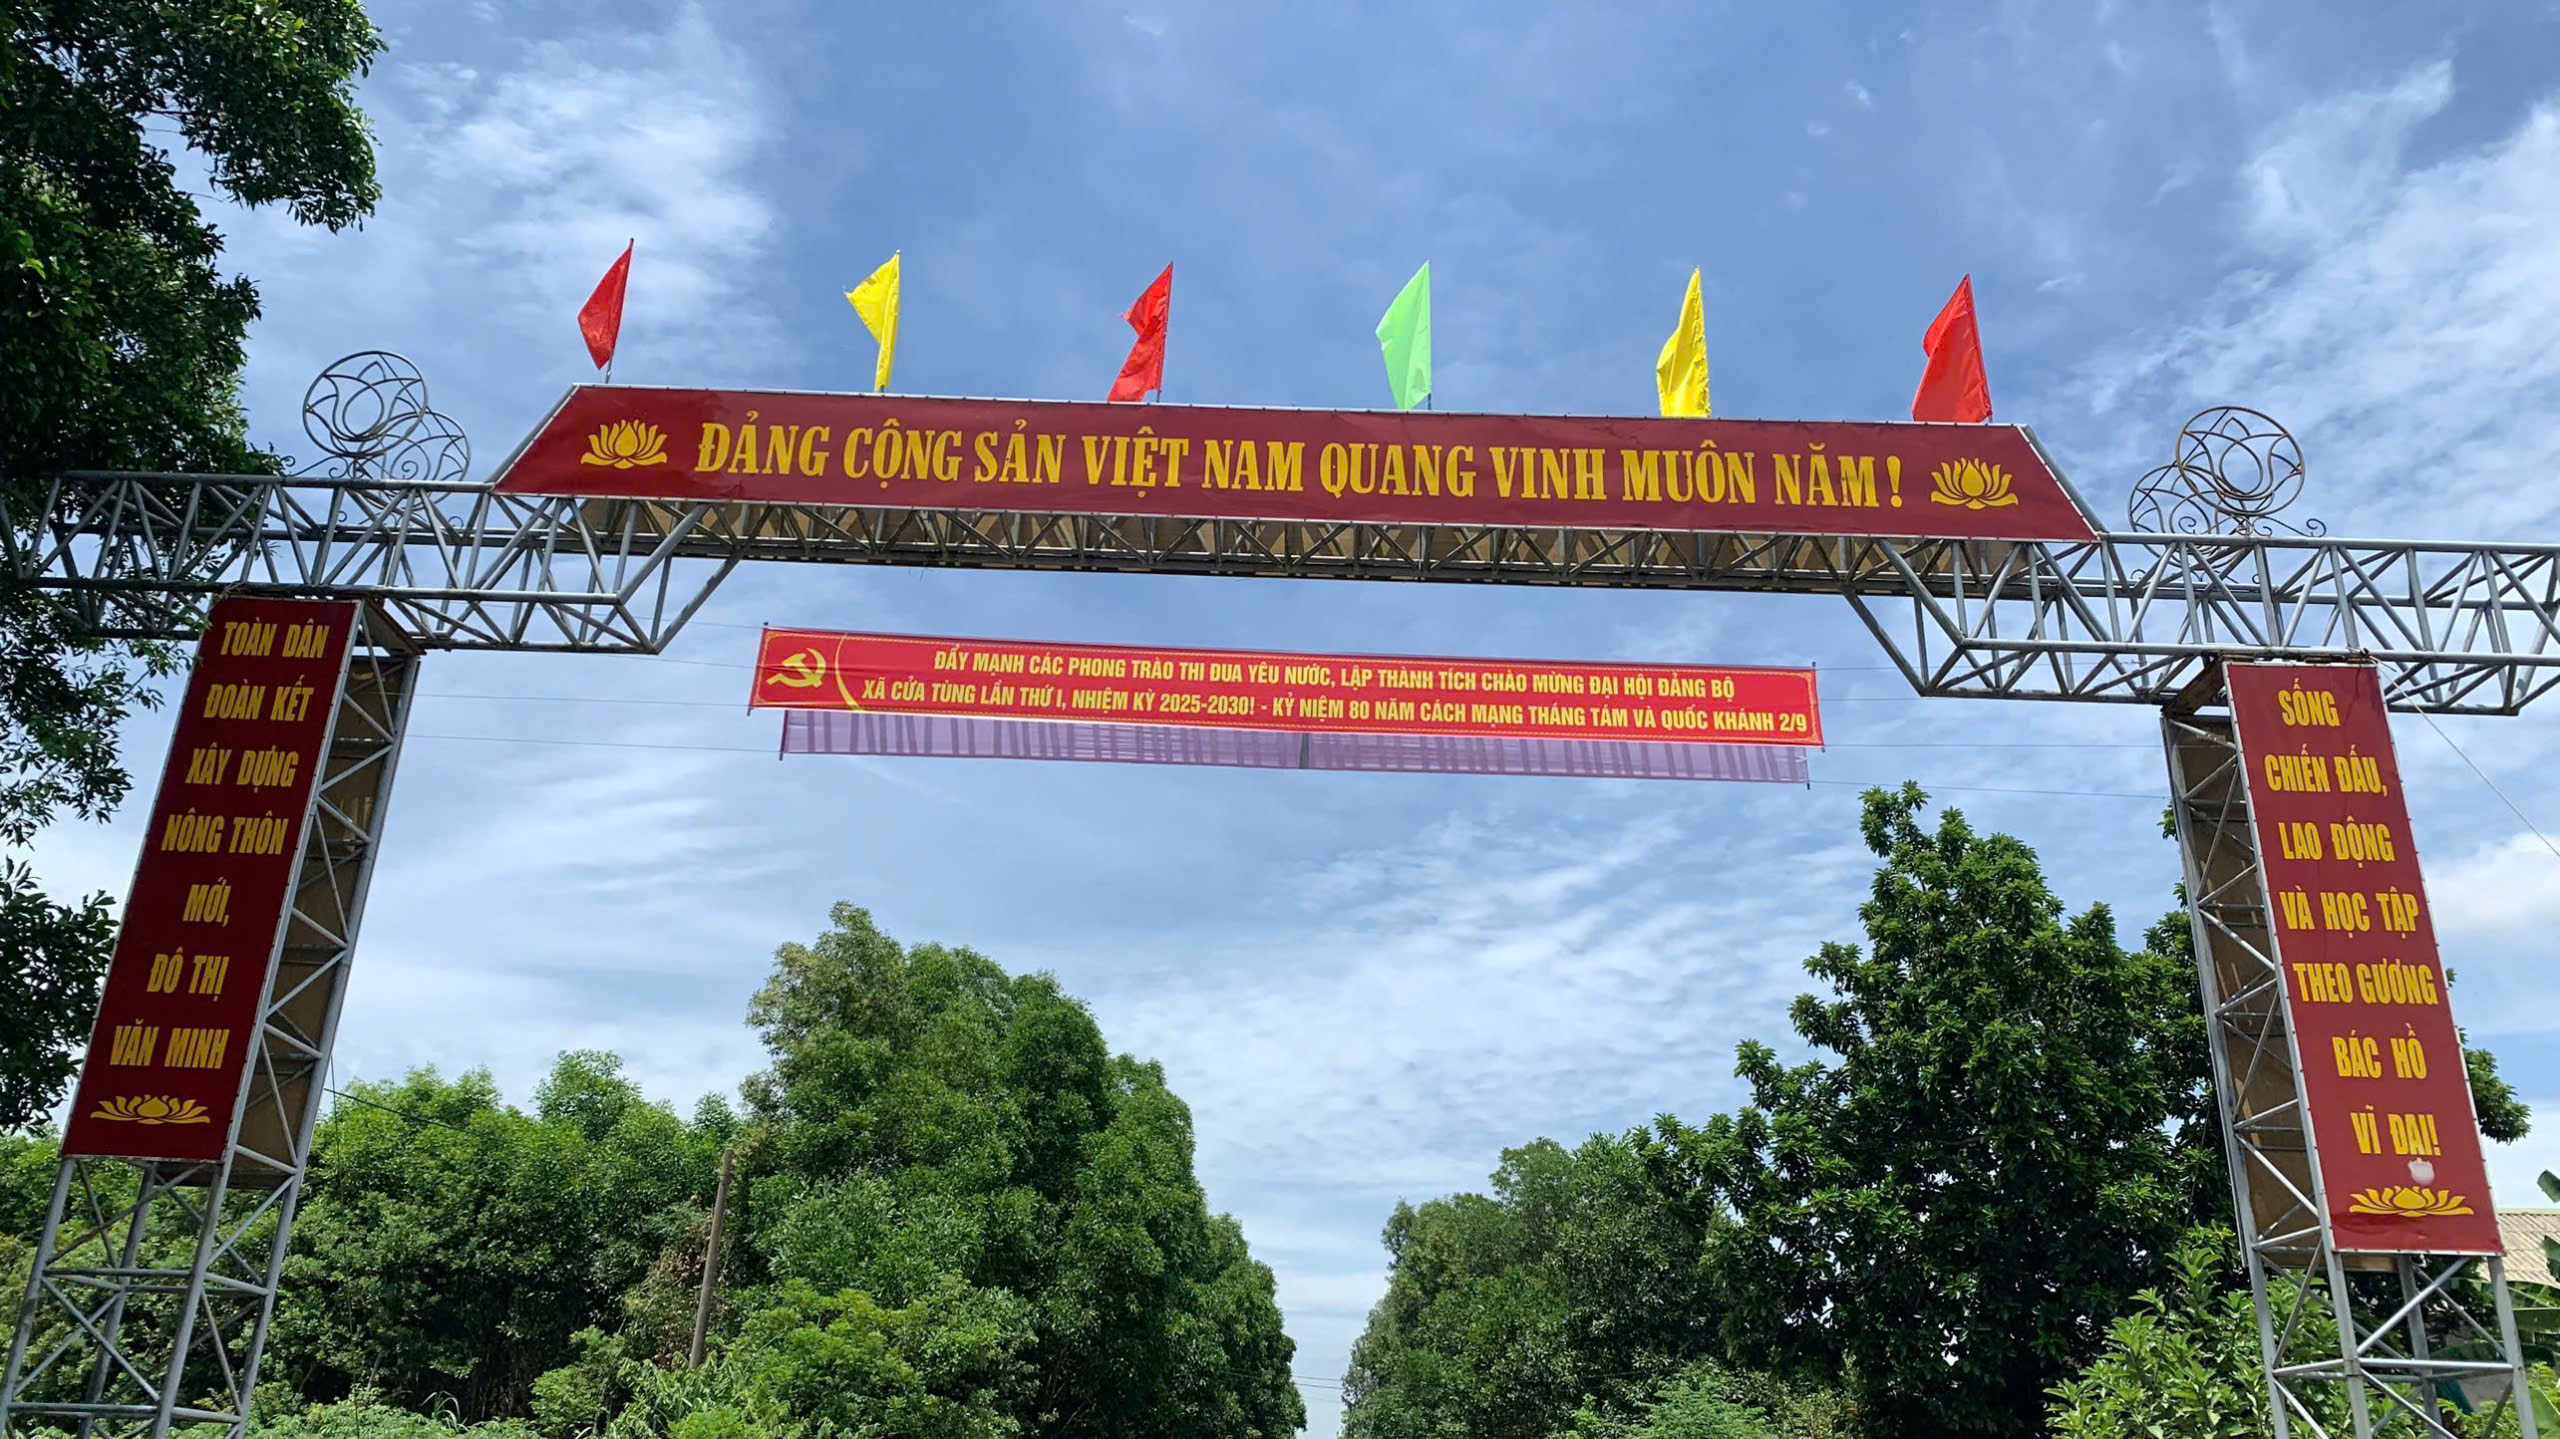 ĐẢNG CỘNG SẢN VIỆT NAM QUANG VINH MUÔN NĂM!
ĐẨY MẠNH CÁC PHONG TRÀO THI ĐUA YÊU NƯỚC, LẬP THÀNH TÍCH CHÀO MỪNG ĐẠI HỘI ĐẢNG BỘ
XÃ CỬA TÙNG LẦN THỨ I, NHIỆM KỲ 2025-2030! - KỶ NIỆM 80 NĂM CÁCH MẠNG THÁNG TÁM VÀ QUỐC KHÁNH 2/9
TOÀN DÂN
ĐOÀN KẾT
XÂY DỰNG
NÔNG THÔN
MỚI,
ĐÔ THỊ
VĂN MINH
SỐNG
CHIẾN ĐẤU,
LAO ĐỘNG
VÀ HỌC TẬP
THEO GƯƠNG
BÁC HỒ
VĨ ĐẠI!